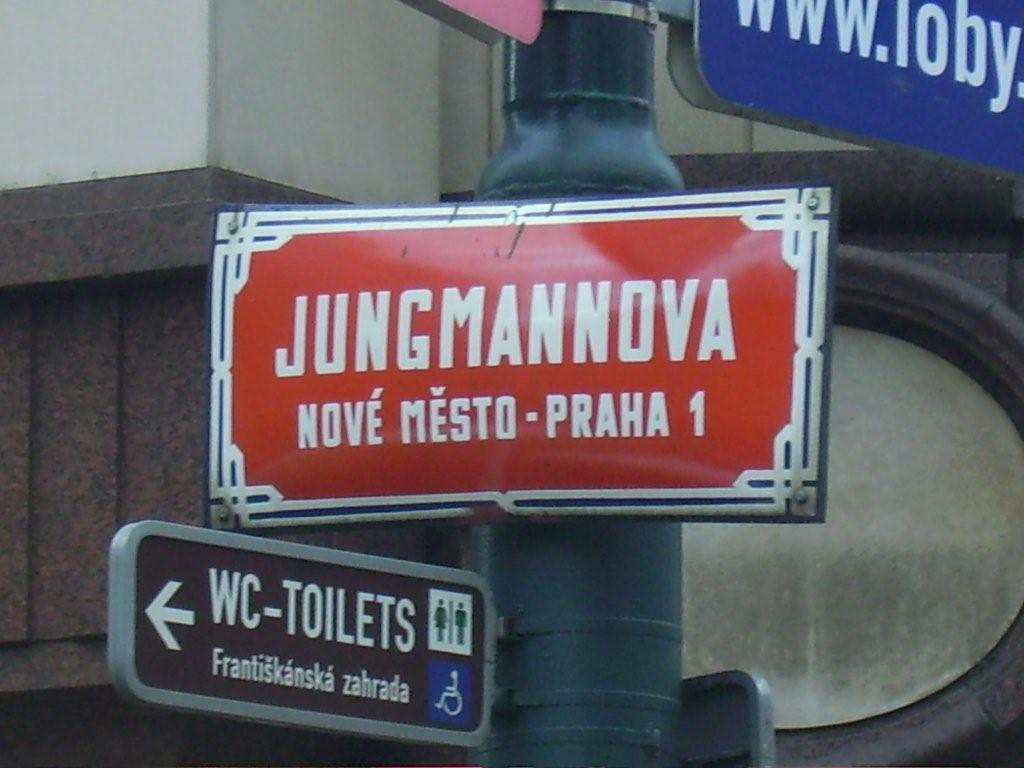 www.loby.
JUNGMANNOVA
NOVÉ MĚSTO - PRAHA 1
WC-TOILETS
Františkánská zahrada